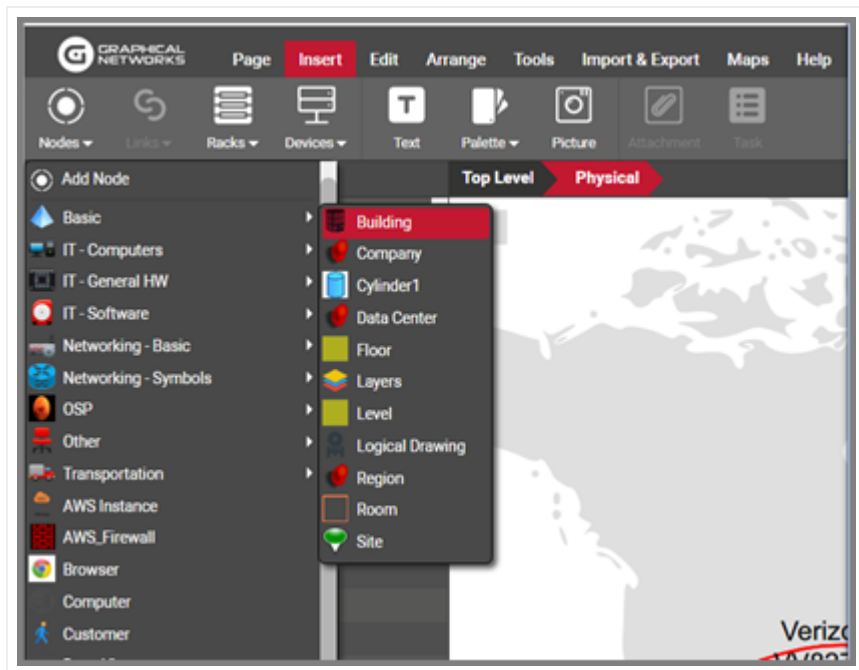 GRAPHICAL
NETWORKS
Page Insert Edit Arrange Tools Import & Export Maps Help
Nodes Links Racks Devices Text Palette Picture Attachment Task
Add Node
Top Level Physical
Basic
IT - Computers
IT - General HW
IT - Software
Networking - Basic
Networking - Symbols
OSP
Other
Transportation
AWS Instance
AWS_Firewall
Browser
Computer
Customer
Building
Company
Cylinder1
Data Center
Floor
Layers
Level
Logical Drawing
Region
Room
Site